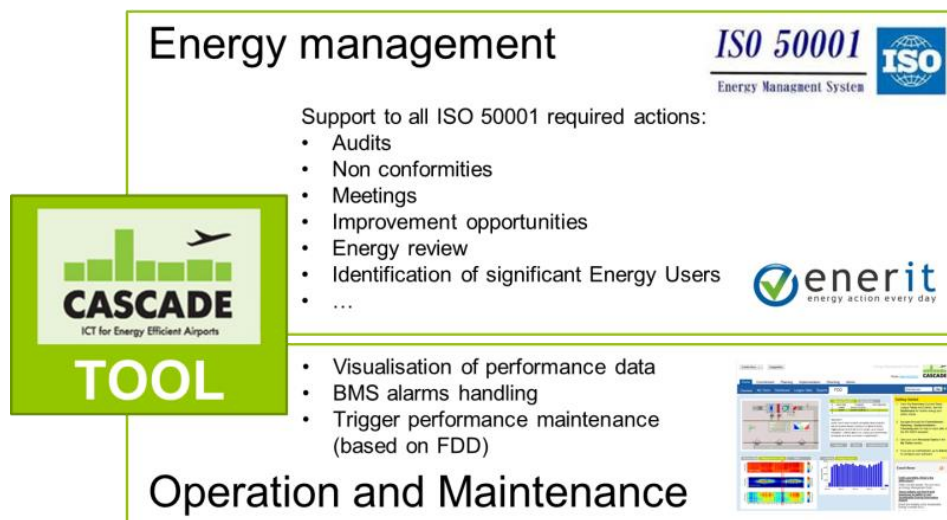 Energy management
ISO 50001
Energy Managment System
ISO
Support to all ISO 50001 required actions:
• Audits
• Non conformities
• Meetings
• Improvement opportunities
• Energy review
• Identification of significant Energy Users
• …
enerit
energy action every day
CASCADE
ICT for Energy Efficient Airports
TOOL
• Visualisation of performance data
• BMS alarms handling
• Trigger performance maintenance
(based on FDD)
CASCADE
Operation and Maintenance